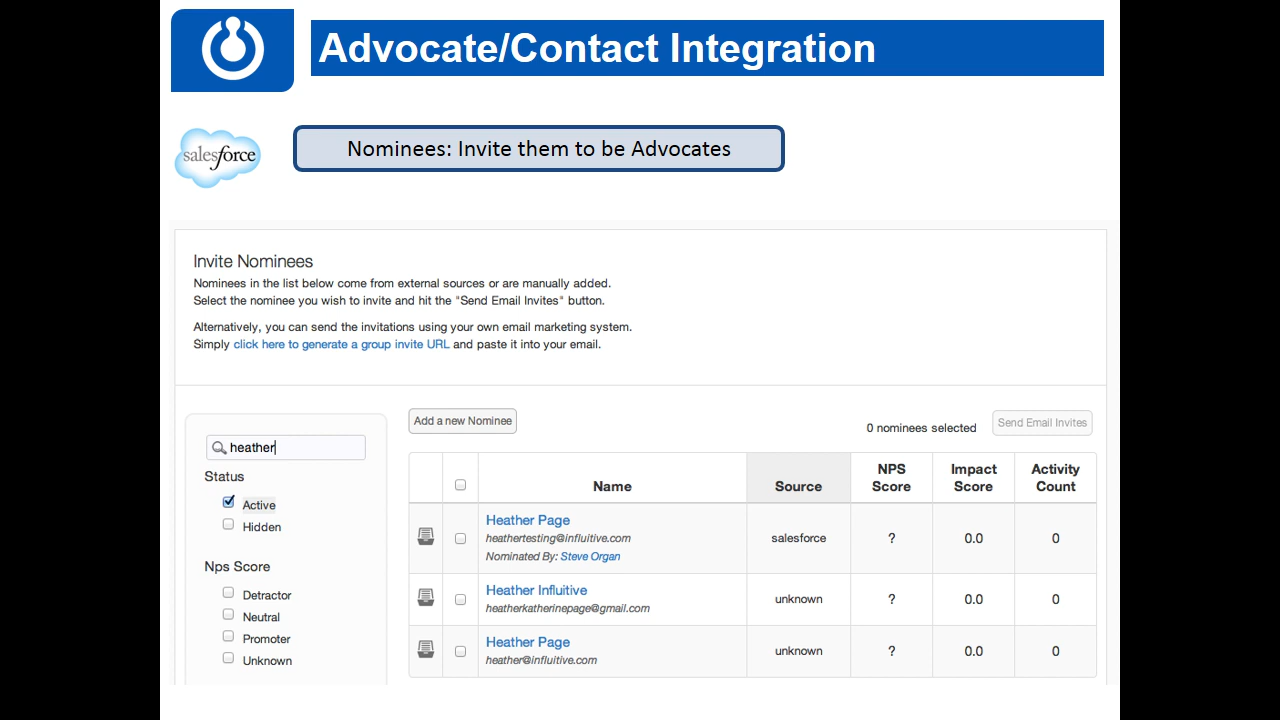 Advocate/Contact Integration
salesforce
Nominees: Invite them to be Advocates
Invite Nominees
Nominees in the list below come from external sources or are manually added.
Select the nominee you wish to invite and hit the "Send Email Invites" button.
Alternatively, you can send the invitations using your own email marketing system.
Simply click here to generate a group invite URL and paste it into your email.
heather
Status
Active
Hidden
Nps Score
Detractor
Neutral
Promoter
Unknown
Add a new Nominee
0 nominees selected
Send Email Invites
Name Source NPS Score Impact Score Activity Count
Heather Page
heathertesting@influitive.com
Nominated By: Steve Organ
salesforce ? 0.0 0
Heather Influitive
heatherkatherinepage@gmail.com
unknown ? 0.0 0
Heather Page
heather@influitive.com
unknown ? 0.0 0